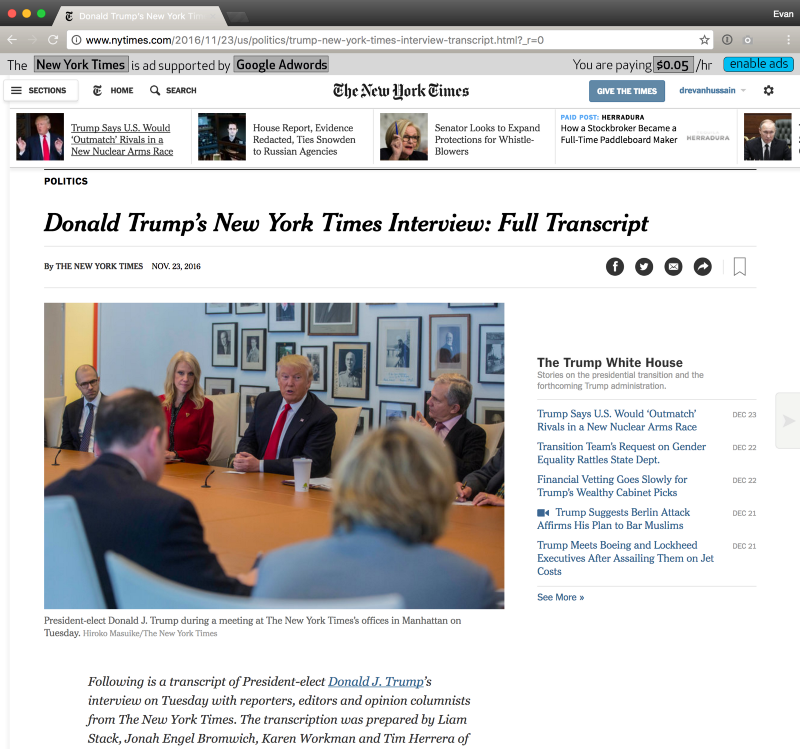 Donald Trump's New York Tim
Evan
www.nytimes.com/2016/11/23/us/politics/trump-new-york-times-interview-transcript.html?_r=0
The New York Times is ad supported by Google Adwords
You are paying $0.05 /hr enable ads
SECTIONS HOME SEARCH
The New York Times
GIVE THE TIMES
drevanhussain
Trump Says U.S. Would
'Outmatch' Rivals in a
New Nuclear Arms Race
House Report, Evidence
Redacted, Ties Snowden
to Russian Agencies
Senator Looks to Expand
Protections for Whistle-
Blowers
PAID POST: HERRADURA
How a Stockbroker Became a
Full-Time Paddleboard Maker
HERRADURA
POLITICS
Donald Trump's New York Times Interview: Full Transcript
By THE NEW YORK TIMES NOV. 23, 2016
President-elect Donald J. Trump during a meeting at The New York Times's offices in Manhattan on
Tuesday. Hiroko Masuike/The New York Times
The Trump White House
Stories on the presidential transition and the
forthcoming Trump administration.
Trump Says U.S. Would 'Outmatch' DEC 23
Rivals in a New Nuclear Arms Race
Transition Team's Request on Gender DEC 22
Equality Rattles State Dept.
Financial Vetting Goes Slowly for DEC 22
Trump's Wealthy Cabinet Picks
Trump Suggests Berlin Attack DEC 21
Affirms His Plan to Bar Muslims
Trump Meets Boeing and Lockheed DEC 21
Executives After Assailing Them on Jet
Costs
See More »
Following is a transcript of President-elect Donald J. Trump's
interview on Tuesday with reporters, editors and opinion columnists
from The New York Times. The transcription was prepared by Liam
Stack, Jonah Engel Bromwich, Karen Workman and Tim Herrera of